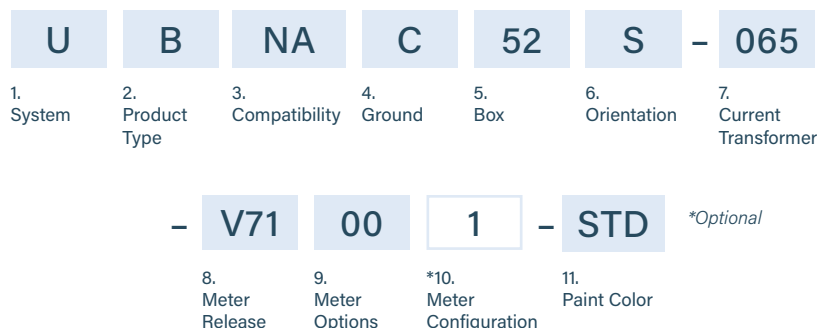 U B NA C 52 S – 065
1. 2. 3. 4. 5. 6. 7.
System Product Compatibility Ground Box Orientation Current
Type Transformer
– V71 00 1 – STD *Optional
8. 9. *10. 11.
Meter Meter Meter Paint Color
Release Options Configuration